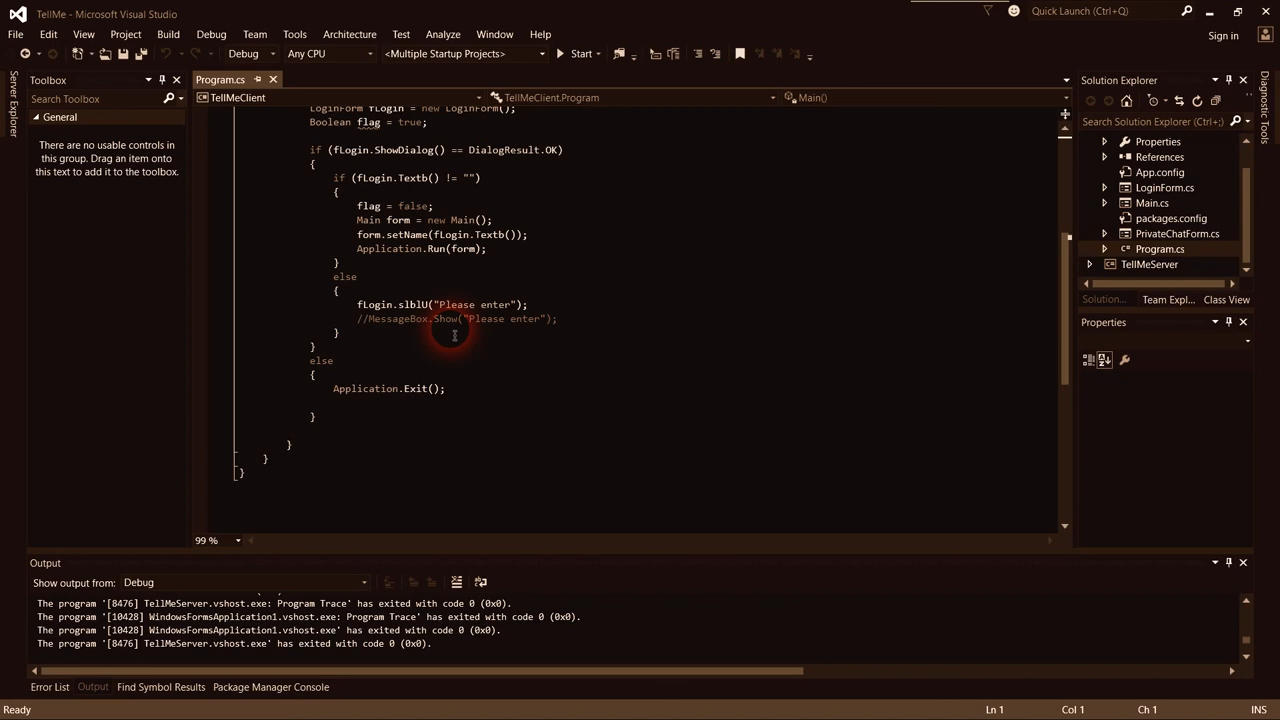 TellMe - Microsoft Visual Studio
Quick Launch (Ctrl+Q)
File Edit View Project Build Debug Team Tools Architecture Test Analyze Window Help
Sign in
Debug Any CPU <Multiple Startup Projects> Start
Server Explorer
Toolbox
Search Toolbox
General
There are no usable controls in
this group. Drag an item onto
this text to add it to the toolbox.
Program.cs
TellMeClient TellMeClient.Program Main()
LoginForm fLogin = new LoginForm();
Boolean flag = true;
if (fLogin.ShowDialog() == DialogResult.OK)
{
if (fLogin.Textb() != "")
{
flag = false;
Main form = new Main();
form.setName(fLogin.Textb());
Application.Run(form);
}
else
{
fLogin.slblU("Please enter");
//MessageBox.Show("Please enter");
}
}
else
{
Application.Exit();
}
}
}
}
99 %
Solution Explorer
Search Solution Explorer (Ctrl+;)
Properties
References
App.config
LoginForm.cs
Main.cs
packages.config
PrivateChatForm.cs
Program.cs
TellMeServer
Solution... Team Expl... Class View
Properties
Diagnostic Tools
Output
Show output from: Debug
The program '[8476] TellMeServer.vshost.exe: Program Trace' has exited with code 0 (0x0).
The program '[10428] WindowsFormsApplication1.vshost.exe: Program Trace' has exited with code 0 (0x0).
The program '[10428] WindowsFormsApplication1.vshost.exe' has exited with code 0 (0x0).
The program '[8476] TellMeServer.vshost.exe' has exited with code 0 (0x0).
Error List Output Find Symbol Results Package Manager Console
Ready Ln 1 Col 1 Ch 1 INS